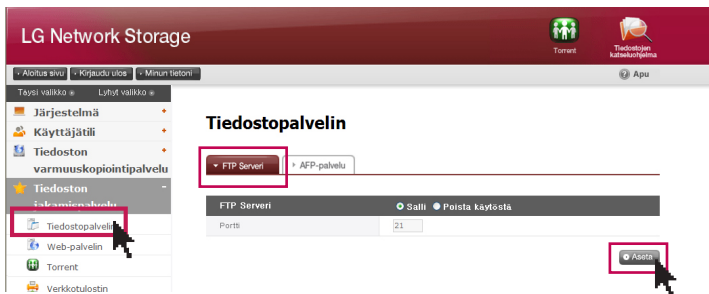 LG Network Storage
Torrent
Tiedostojen
katseluohjelma
Aloitus sivu
Kirjaudu ulos
Minun tietoni
Apu
Täysi valikko
Lyhyt valikko
Järjestelmä
Käyttäjätili
Tiedoston
varmuuskopiointipalvelu
Tiedoston
jakamispalvelu
Tiedostopalvelin
Web-palvelin
Torrent
Verkkotulostin
Tiedostopalvelin
FTP Serveri
AFP-palvelu
FTP Serveri
Salli
Poista käytöstä
Portti
21
Aseta